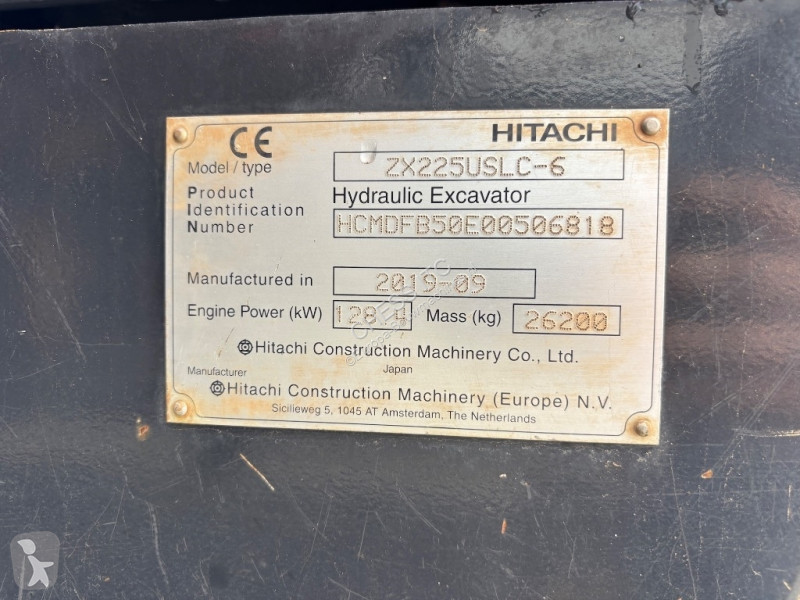 CE HITACHI
Model / type ZX225USLC-6
Product Hydraulic Excavator
Identification
Number HCMDFB50E00506818
Manufactured in 2019-09
Engine Power (kW) 128.4 Mass (kg) 26200
Hitachi Construction Machinery Co., Ltd.
Japan
Manufacturer
Hitachi Construction Machinery (Europe) N.V.
Sicilieweg 5, 1045 AT Amsterdam, The Netherlands